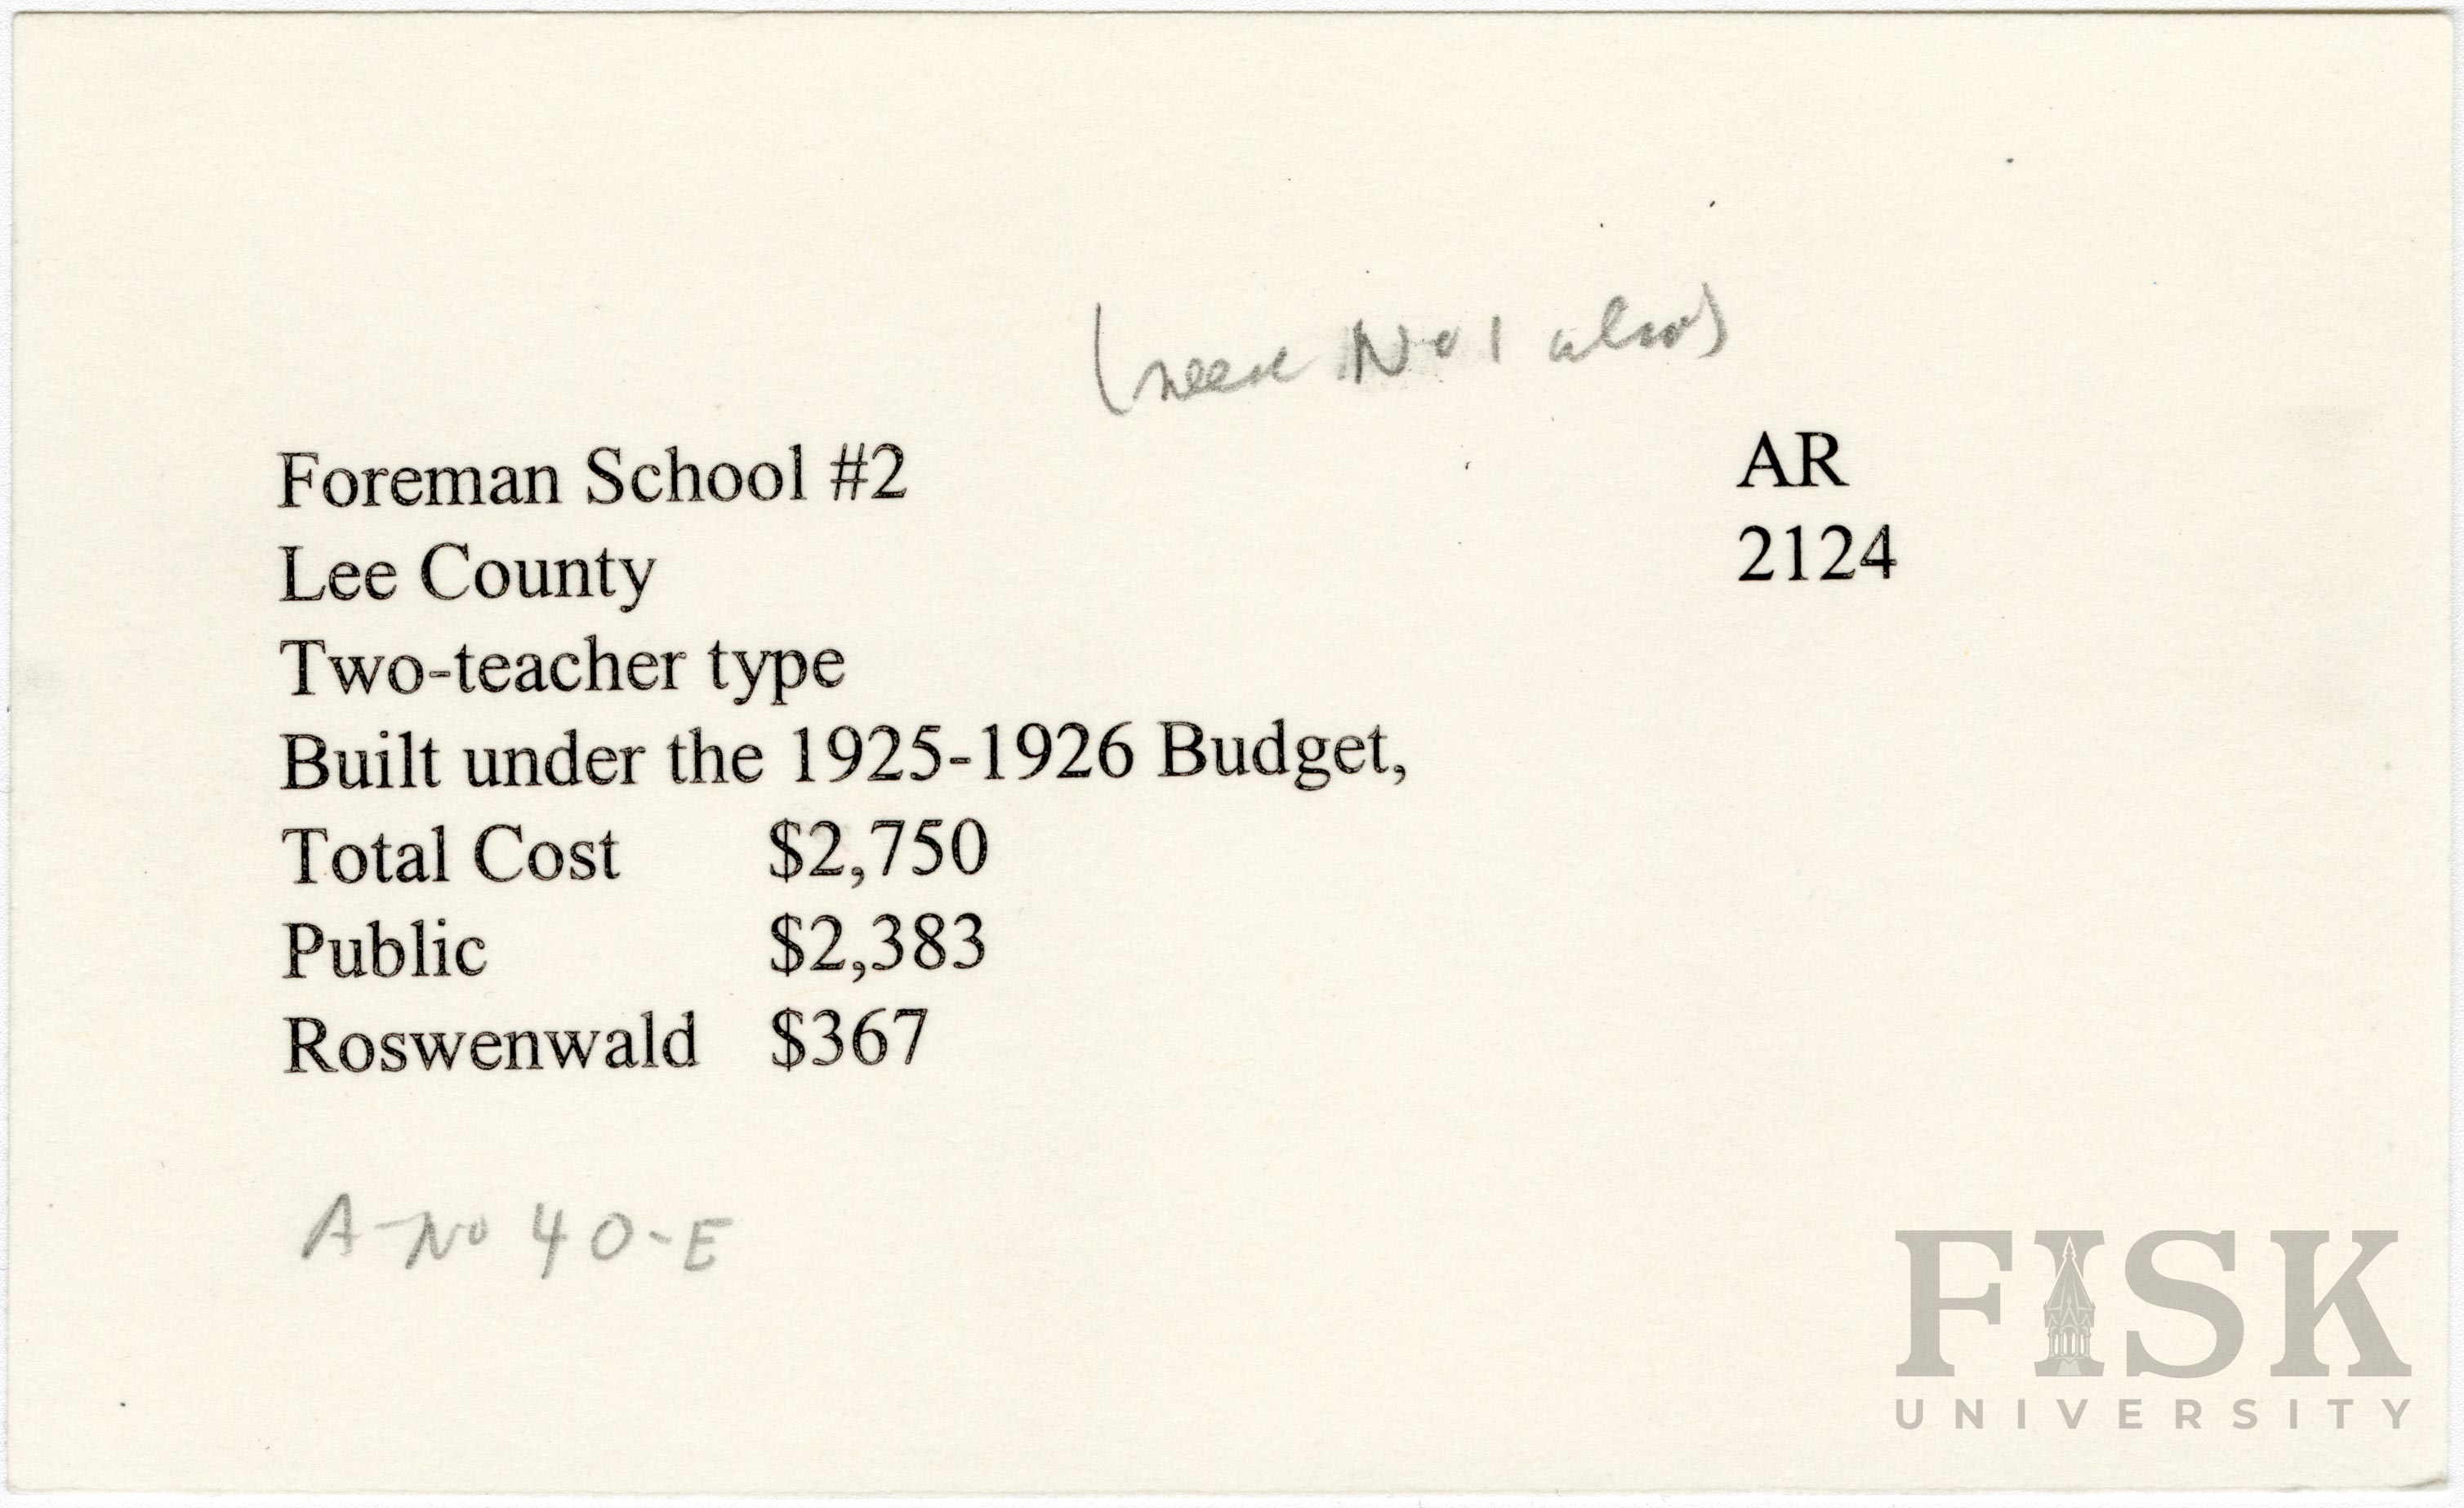 (neese No 1 also)
Foreman School #2
AR
Lee County
2124
Two-teacher type
Built under the 1925-1926 Budget,
Total Cost $2,750
Public $2,383
Roswenwald $367
A-No 40-E
FISK
UNIVERSITY